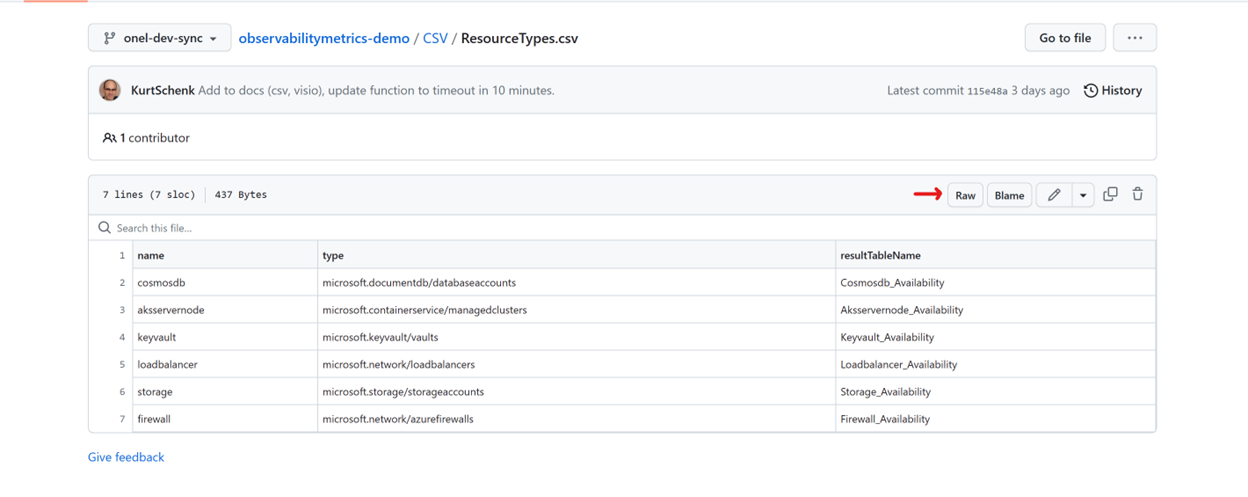 onel-dev-sync observabilitymetrics-demo / CSV / ResourceTypes.csv Go to file ...
KurtSchenk Add to docs (csv, visio), update function to timeout in 10 minutes. Latest commit 115e48a 3 days ago History
1 contributor
7 lines (7 sloc) 437 Bytes Raw Blame
Search this file...
1 name type resultTableName
2 cosmosdb microsoft.documentdb/databaseaccounts Cosmosdb_Availability
3 aksservernode microsoft.containerservice/managedclusters Aksservernode_Availability
4 keyvault microsoft.keyvault/vaults Keyvault_Availability
5 loadbalancer microsoft.network/loadbalancers Loadbalancer_Availability
6 storage microsoft.storage/storageaccounts Storage_Availability
7 firewall microsoft.network/azurefirewalls Firewall_Availability
Give feedback